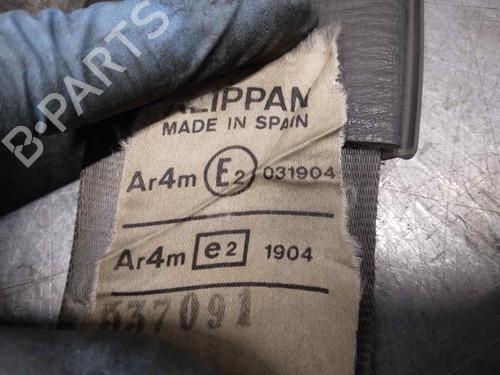 B-PARTS
KLIPPAN
MADE IN SPAIN
Ar4m E2 031904
Ar4m e2 1904
537091